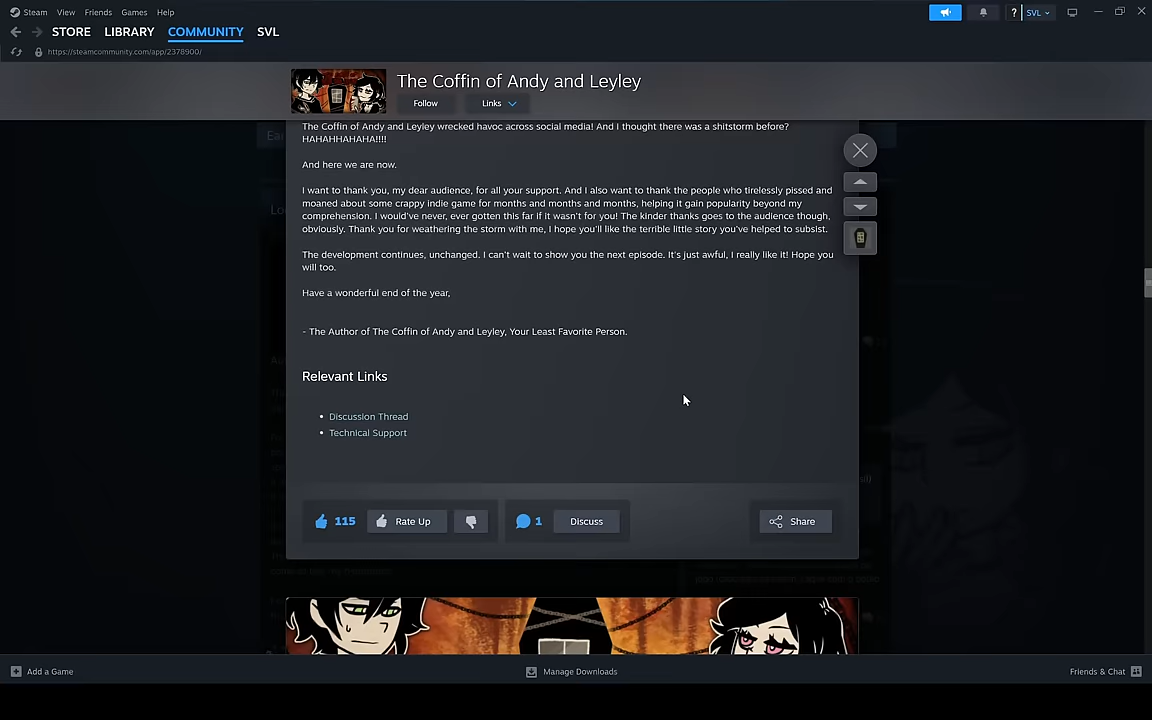 Steam View Friends Games Help
? SVL
STORE LIBRARY COMMUNITY SVL
https://steamcommunity.com/app/2378900/
The Coffin of Andy and Leyley
Follow Links
The Coffin of Andy and Leyley wrecked havoc across social media! And I thought there was a shitstorm before?
HAHAHHAHAHA!!!!
And here we are now.
I want to thank you, my dear audience, for all your support. And I also want to thank the people who tirelessly pissed and
moaned about some crappy indie game for months and months and months, helping it gain popularity beyond my
comprehension. I would've never, ever gotten this far if it wasn't for you! The kinder thanks goes to the audience though,
obviously. Thank you for weathering the storm with me, I hope you'll like the terrible little story you've helped to subsist.
The development continues, unchanged. I can't wait to show you the next episode. It's just awful, I really like it! Hope you
will too.
Have a wonderful end of the year,
- The Author of The Coffin of Andy and Leyley, Your Least Favorite Person.
Relevant Links
• Discussion Thread
• Technical Support
115 Rate Up 1 Discuss Share
Add a Game Manage Downloads Friends & Chat